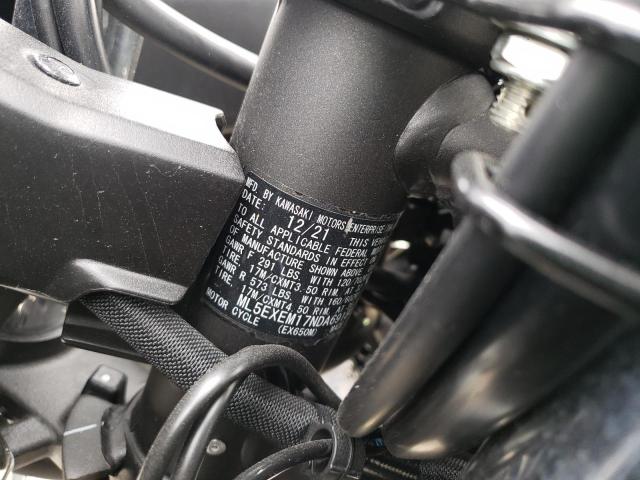 MFD. BY KAWASAKI MOTORS ENTERPRISE
DATE: 12/21 THIS
TO ALL APPLICABLE FEDERAL
SAFETY STANDARDS IN EFFECT
OF MANUFACTURE SHOWN ABOVE.
GAWR F 291 LBS. WITH 120
TIRE, 17M/CXMT3.50 RIM, AT
GAWR R 573 LBS. WITH 160
TIRE, 17M/CXMT4.50 RIM,
ML5EXEM17NDA
MOTOR CYCLE (EX650M)